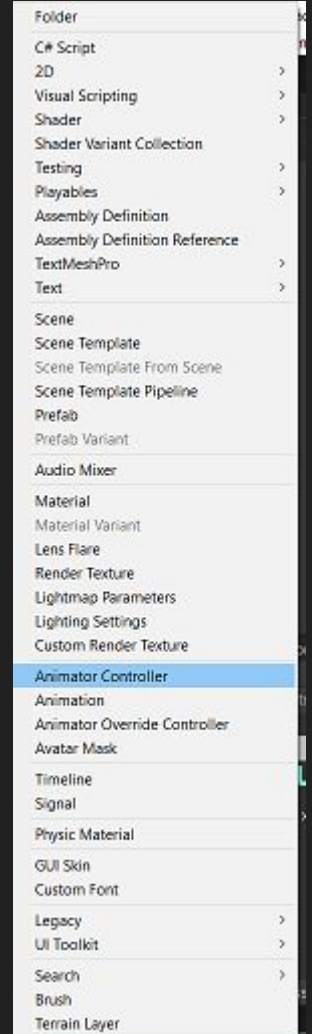 Folder
C# Script
2D
Visual Scripting
Shader
Shader Variant Collection
Testing
Playables
Assembly Definition
Assembly Definition Reference
TextMeshPro
Text
Scene
Scene Template
Scene Template From Scene
Scene Template Pipeline
Prefab
Prefab Variant
Audio Mixer
Material
Material Variant
Lens Flare
Render Texture
Lightmap Parameters
Lighting Settings
Custom Render Texture
Animator Controller
Animation
Animator Override Controller
Avatar Mask
Timeline
Signal
Physic Material
GUI Skin
Custom Font
Legacy
UI Toolkit
Search
Brush
Terrain Layer